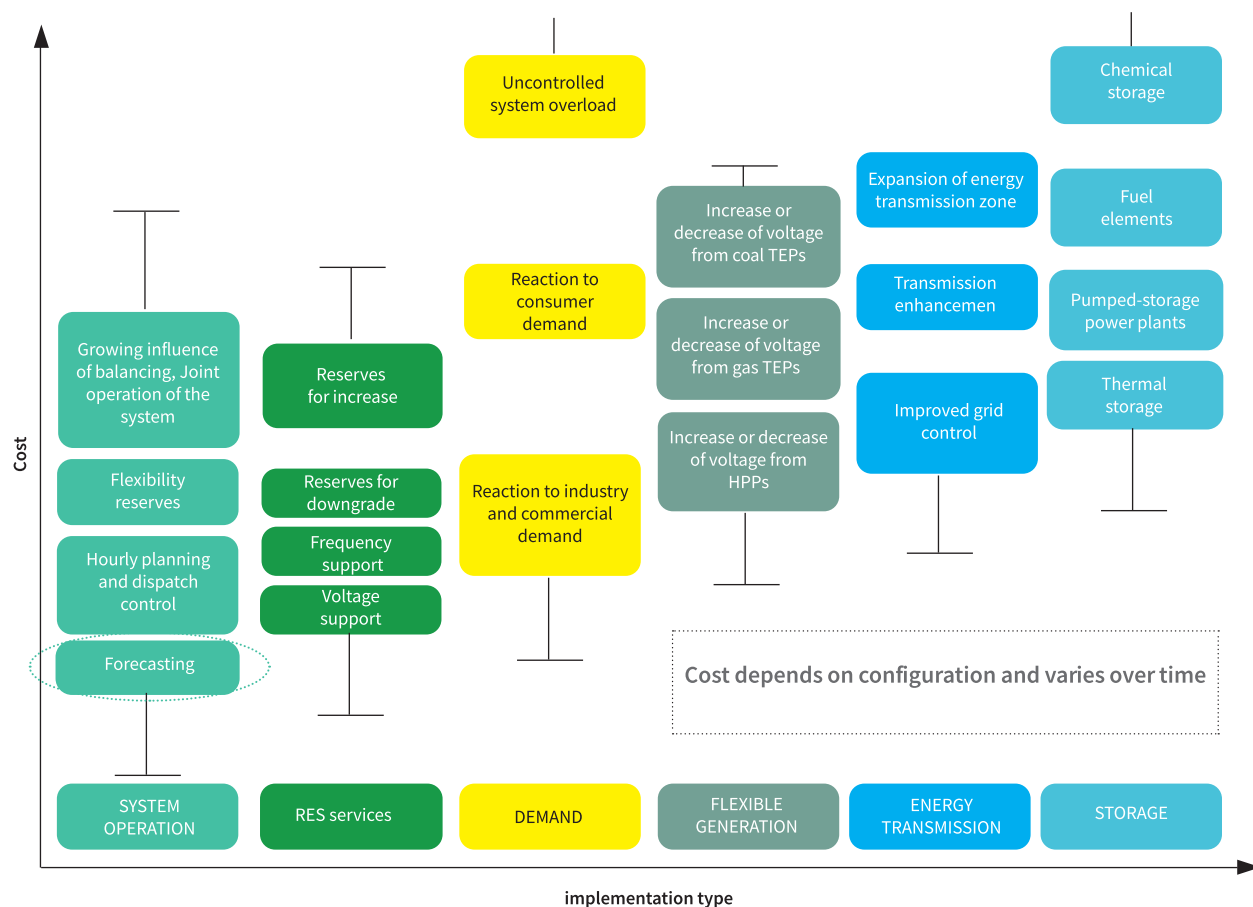 Cost
Growing influence
of balancing, Joint
operation of the
system
Flexibility
reserves
Hourly planning
and dispatch
control
Forecasting
SYSTEM
OPERATION
Reserves
for increase
Reserves for
downgrade
Frequency
support
Voltage
support
RES services
Uncontrolled
system overload
Reaction to
consumer
demand
Reaction to industry
and commercial
demand
DEMAND
Increase or
decrease of voltage
from coal TEPs
Increase or
decrease of voltage
from gas TEPs
Increase or decrease
of voltage from
HPPs
FLEXIBLE
GENERATION
Expansion of energy
transmission zone
Transmission
enhancemen
Improved grid
control
ENERGY
TRANSMISSION
Chemical
storage
Fuel
elements
Pumped-storage
power plants
Thermal
storage
STORAGE
Cost depends on configuration and varies over time
implementation type